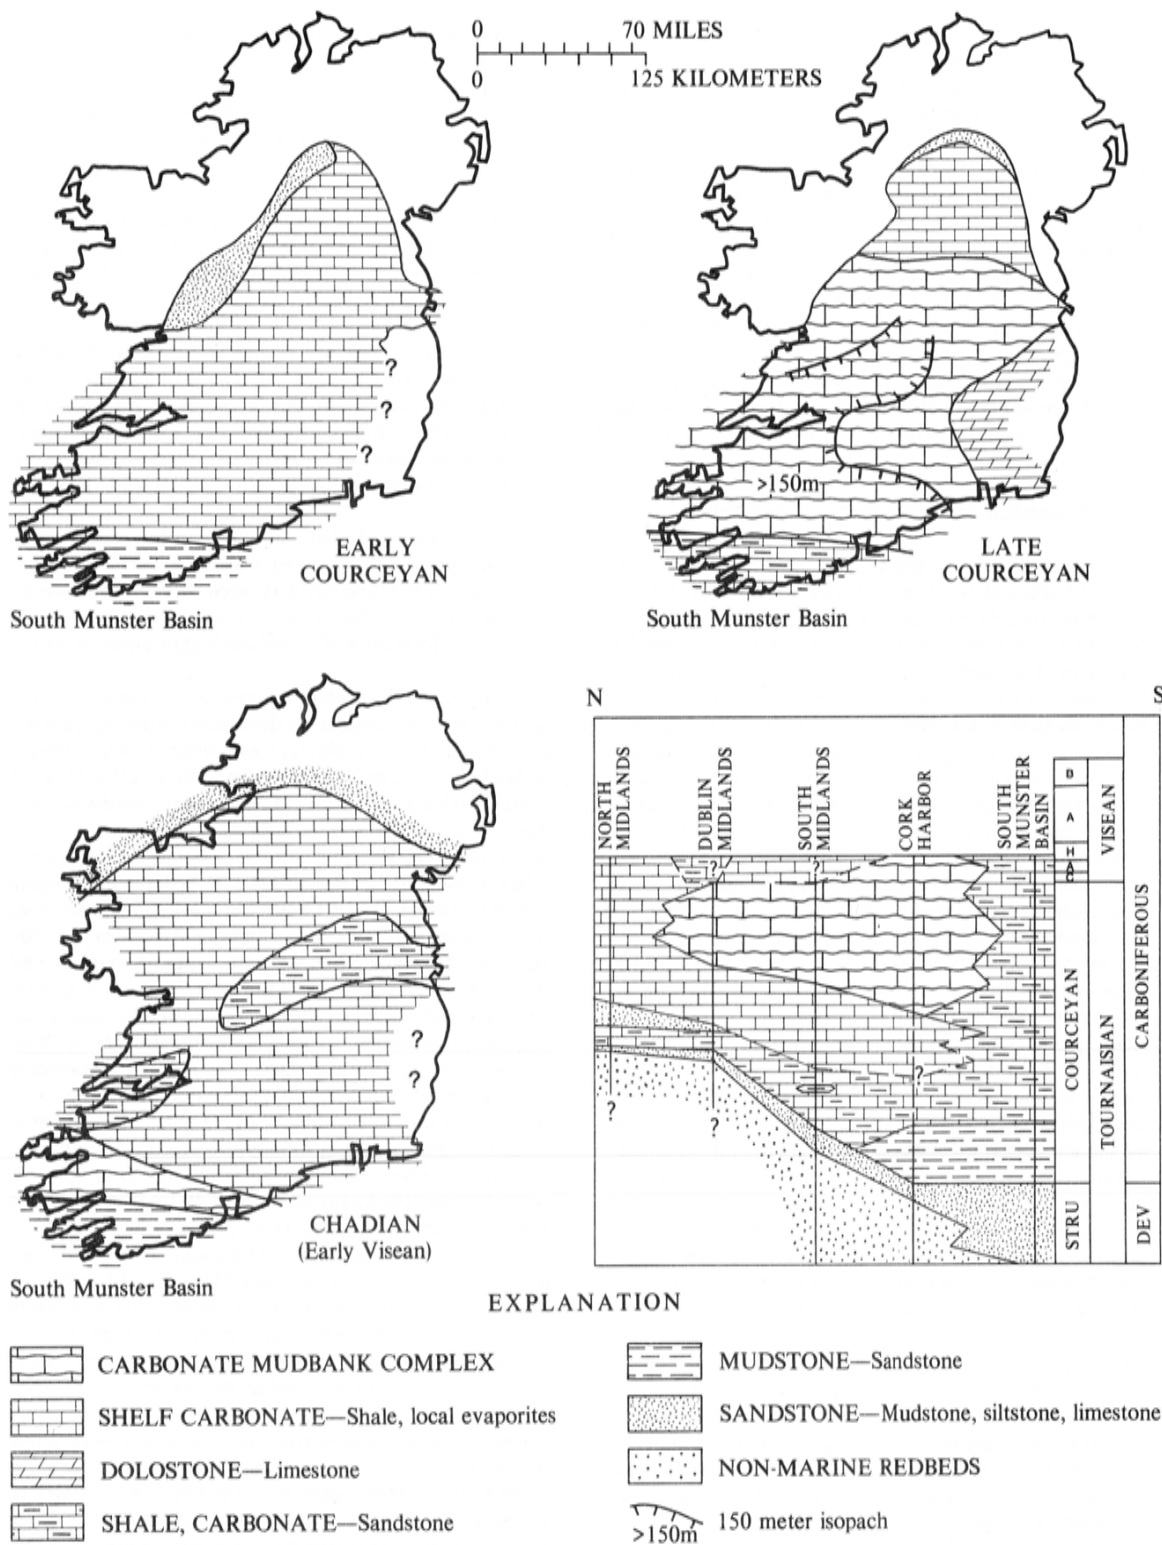 0 70 MILES
0 125 KILOMETERS
?
?
?
EARLY
COURCEYAN
South Munster Basin
>150m
LATE
COURCEYAN
South Munster Basin
?
?
CHADIAN
(Early Visean)
South Munster Basin
N S
NORTH
MIDLANDS
DUBLIN
MIDLANDS
SOUTH
MIDLANDS
CORK
HARBOR
SOUTH
MUNSTER
BASIN
B
A
H
A
C
VISEAN
COURCEYAN
TOURNAISIAN
CARBONIFEROUS
STRU
DEV
?
?
?
?
?
EXPLANATION
CARBONATE MUDBANK COMPLEX
SHELF CARBONATE—Shale, local evaporites
DOLOSTONE—Limestone
SHALE, CARBONATE—Sandstone
MUDSTONE—Sandstone
SANDSTONE—Mudstone, siltstone, limestone
NON-MARINE REDBEDS
>150m
150 meter isopach